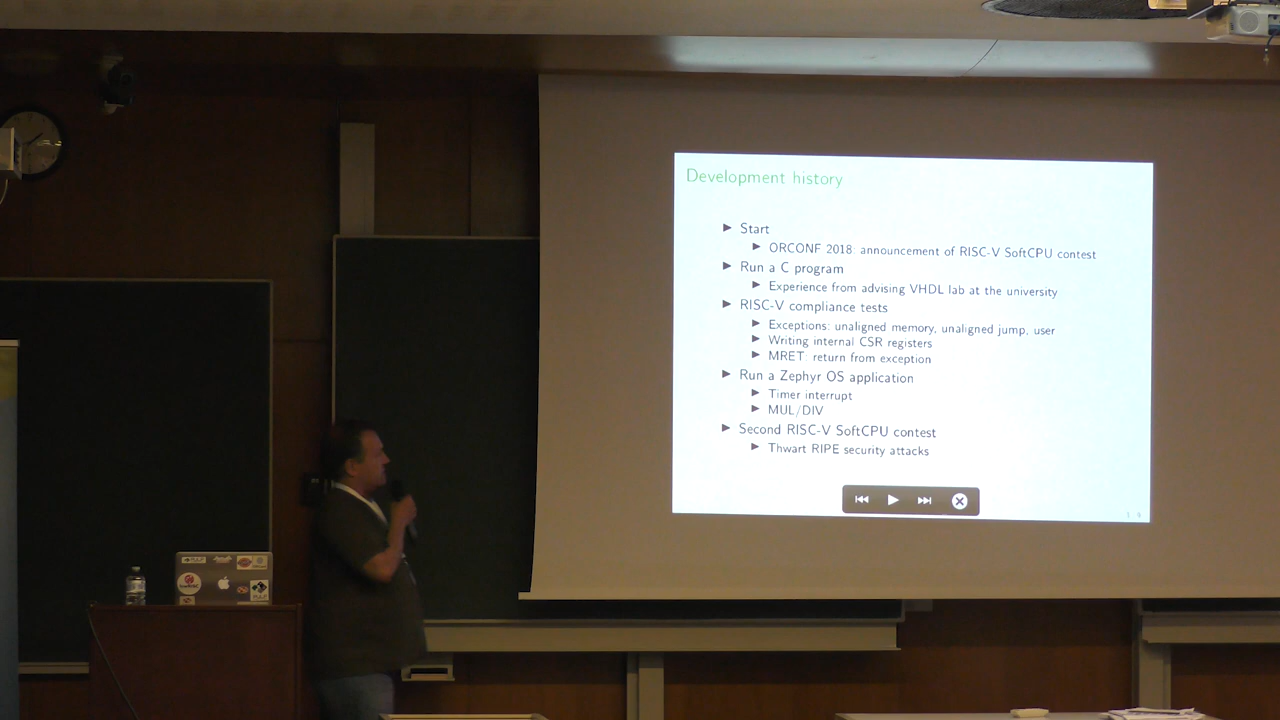 Development history
▶ Start
▶ ORCONF 2018: announcement of RISC-V SoftCPU contest
▶ Run a C program
▶ Experience from advising VHDL lab at the university
▶ RISC-V compliance tests
▶ Exceptions: unaligned memory, unaligned jump, user
▶ Writing internal CSR registers
▶ MRET: return from exception
▶ Run a Zephyr OS application
▶ Timer interrupt
▶ MUL/DIV
▶ Second RISC-V SoftCPU contest
▶ Thwart RIPE security attacks